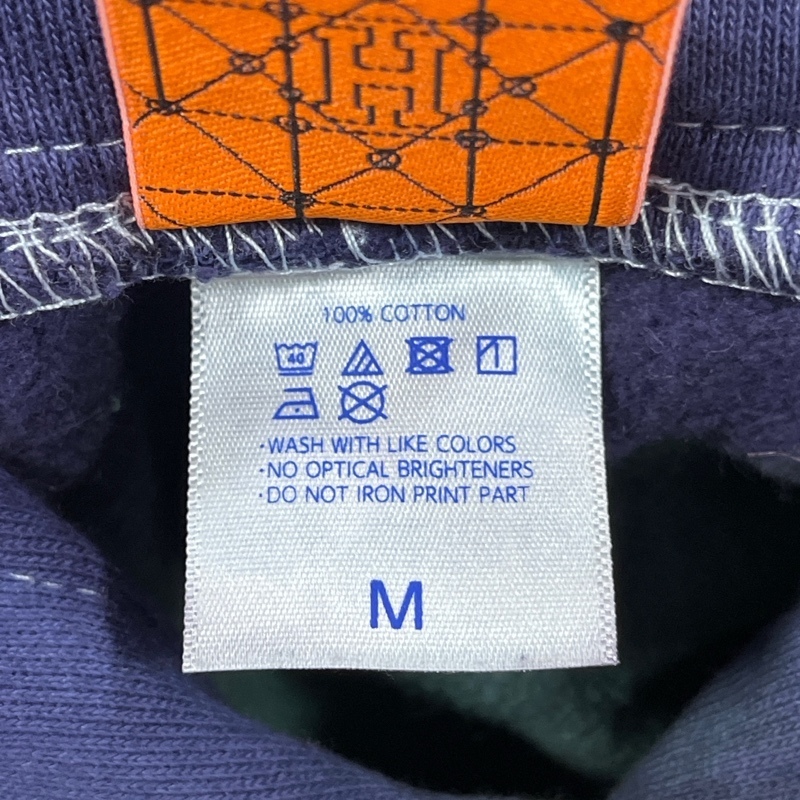 H
100% COTTON
40
·WASH WITH LIKE COLORS
·NO OPTICAL BRIGHTENERS
·DO NOT IRON PRINT PART
M